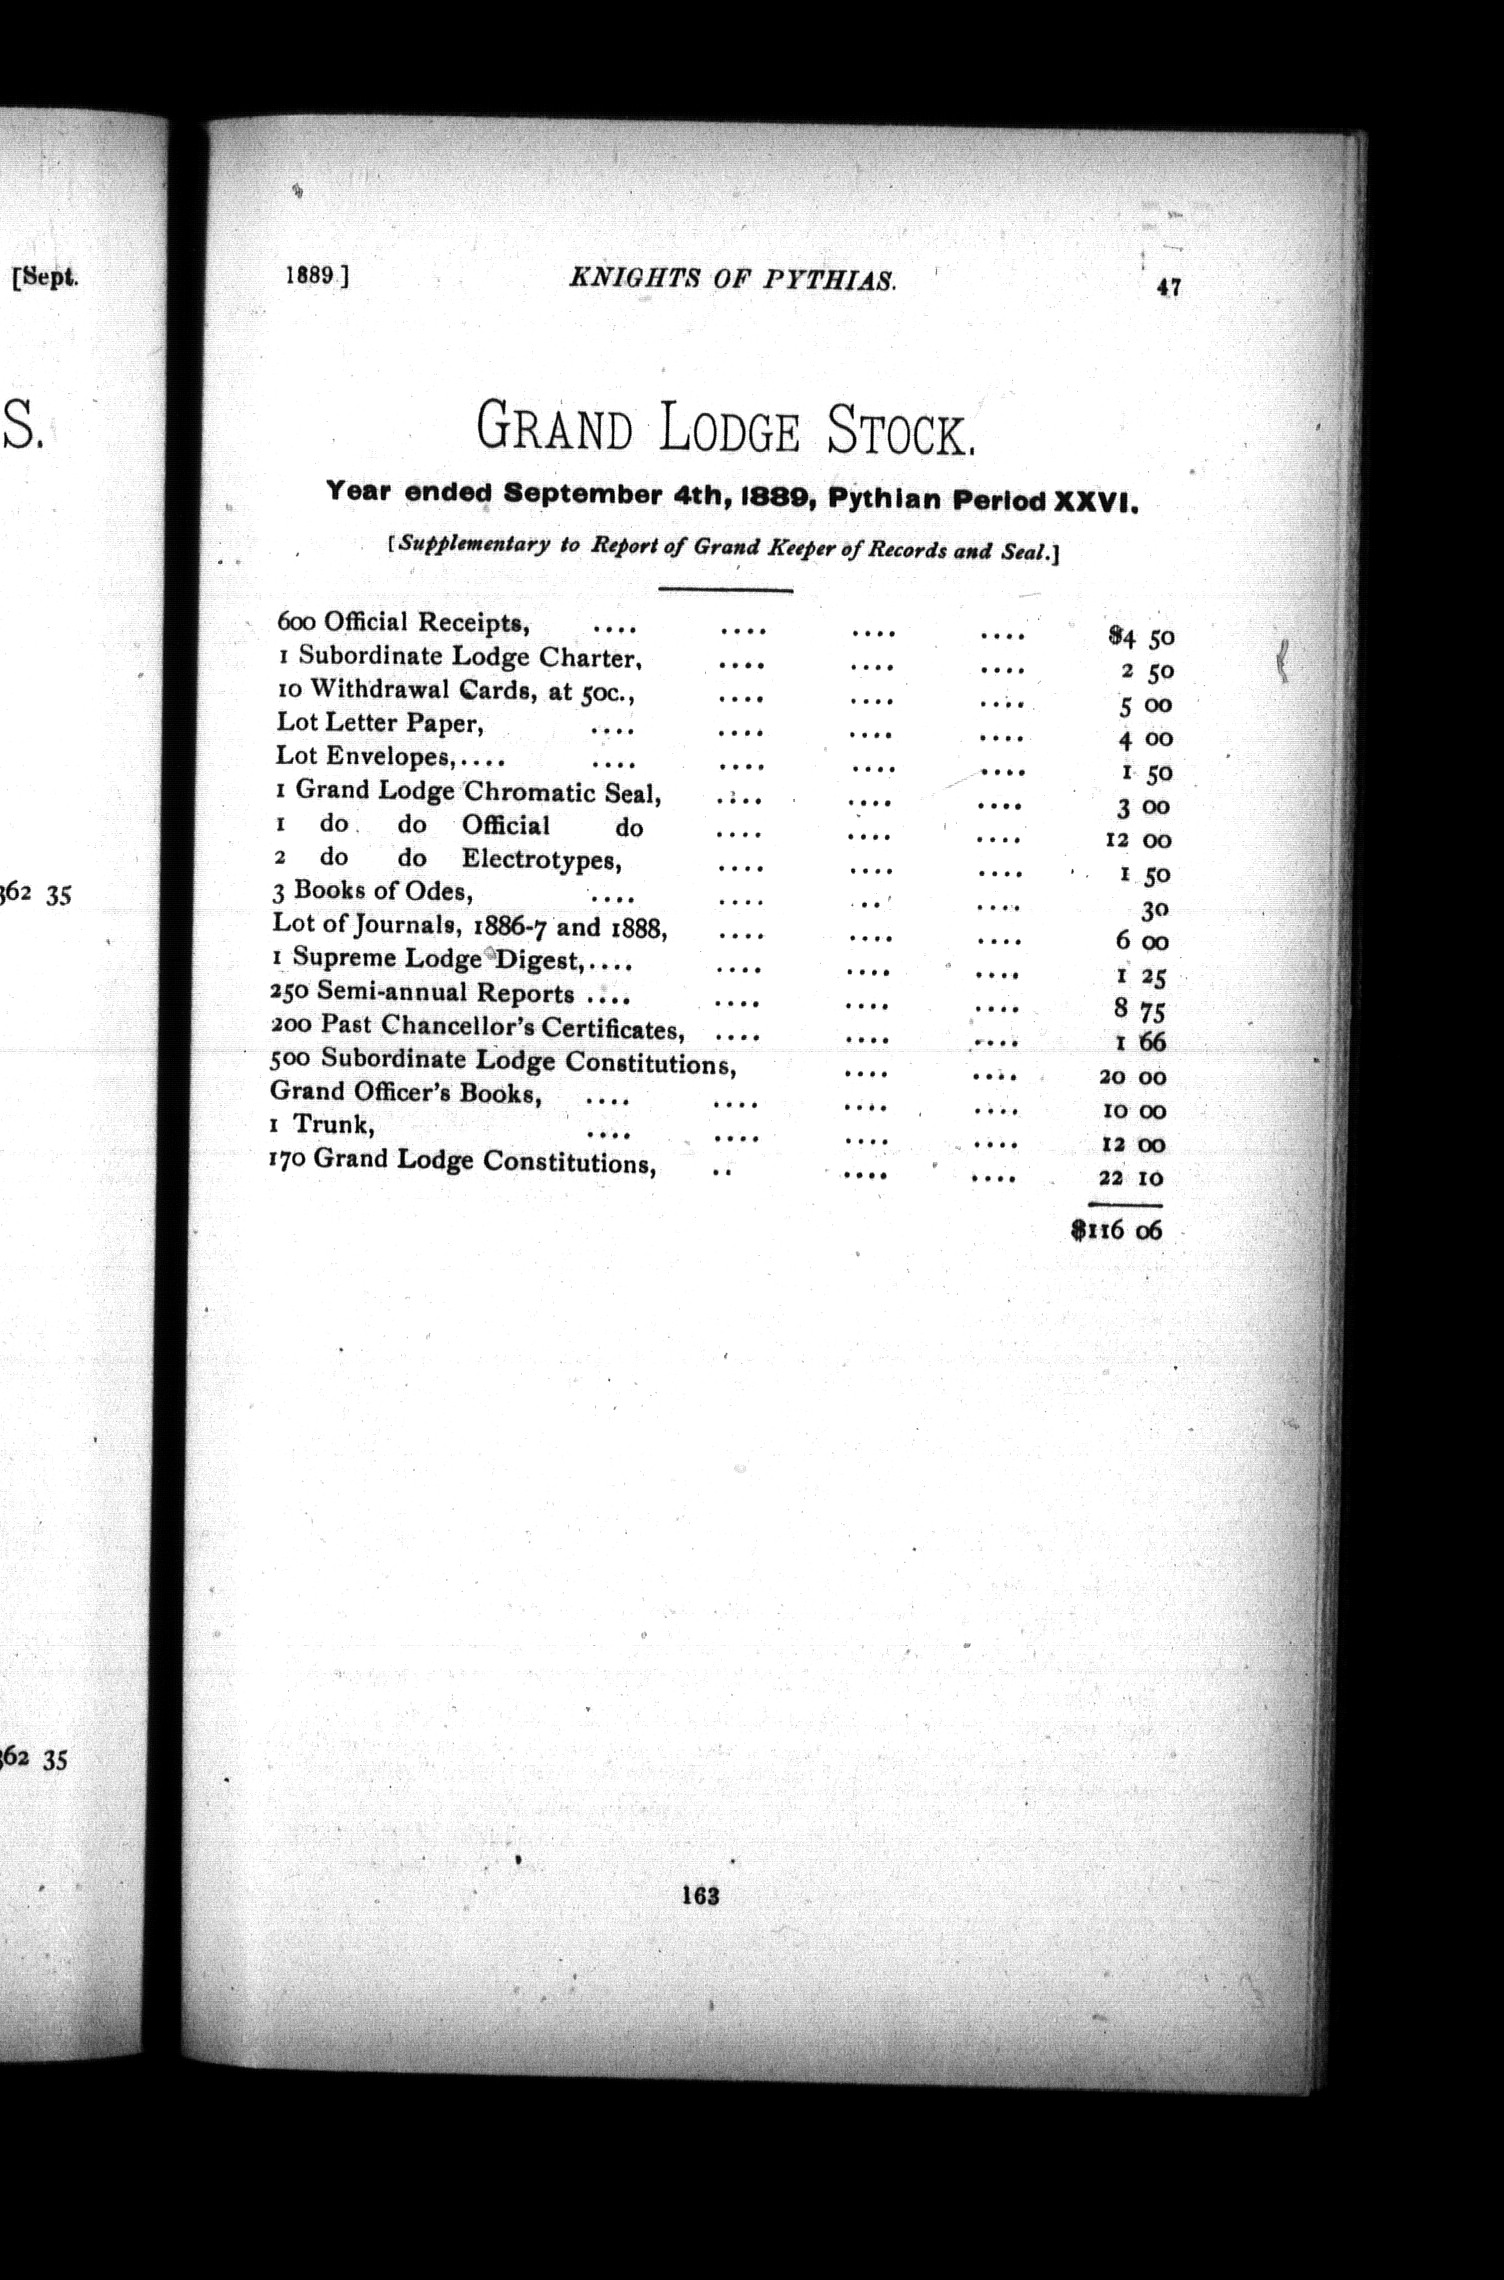 [Sept.
S.
362 35
362 35
1889.] KNIGHTS OF PYTHIAS. 47
GRAND LODGE STOCK.
Year ended September 4th, 1889, Pythian Period XXVI.
[Supplementary to Report of Grand Keeper of Records and Seal.]
600 Official Receipts, .... .... .... .... $4 50
1 Subordinate Lodge Charter, .... .... .... 2 50
10 Withdrawal Cards, at 50c., .... .... .... 5 00
Lot Letter Paper, .... .... .... .... 4 00
Lot Envelopes,.... .... .... .... .... 1 50
1 Grand Lodge Chromatic Seal, .... .... .... 3 00
1 do do Official do .... .... .... 12 00
2 do do Electrotypes, .... .... .... 1 50
3 Books of Odes, .... .... ... .... 30
Lot of Journals, 1886-7 and 1888, .... .... .... 6 00
1 Supreme Lodge Digest,.... .... .... .... 1 25
250 Semi-annual Reports .... .... .... .... 8 75
200 Past Chancellor's Certificates, .... .... .... 1 66
500 Subordinate Lodge Constitutions, .... .... 20 00
Grand Officer's Books, .... .... .... .... 10 00
1 Trunk, .... .... .... .... 12 00
170 Grand Lodge Constitutions, .. .... .... 22 10
$116 06
163